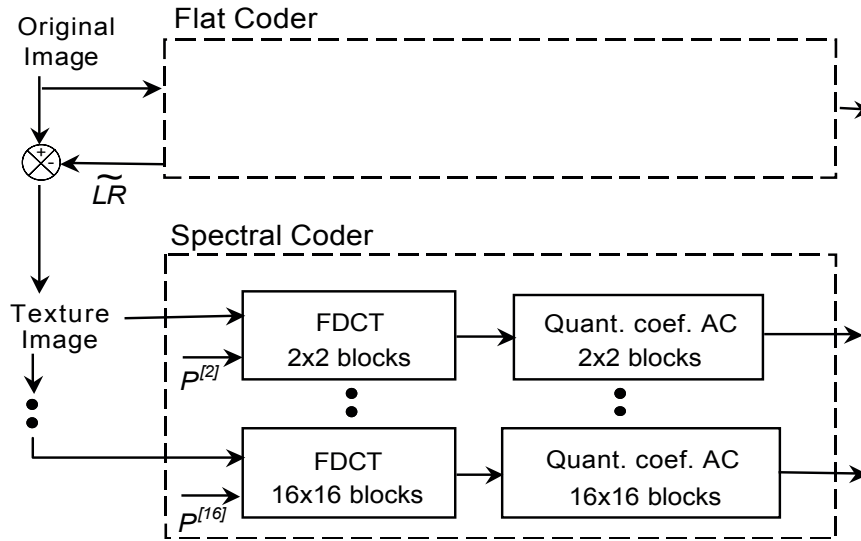 Original
Image
Flat Coder
+
-
L̃R̃
Spectral Coder
Texture
Image
FDCT
2x2 blocks
Quant. coef. AC
2x2 blocks
P^[2]
FDCT
16x16 blocks
Quant. coef. AC
16x16 blocks
P^[16]